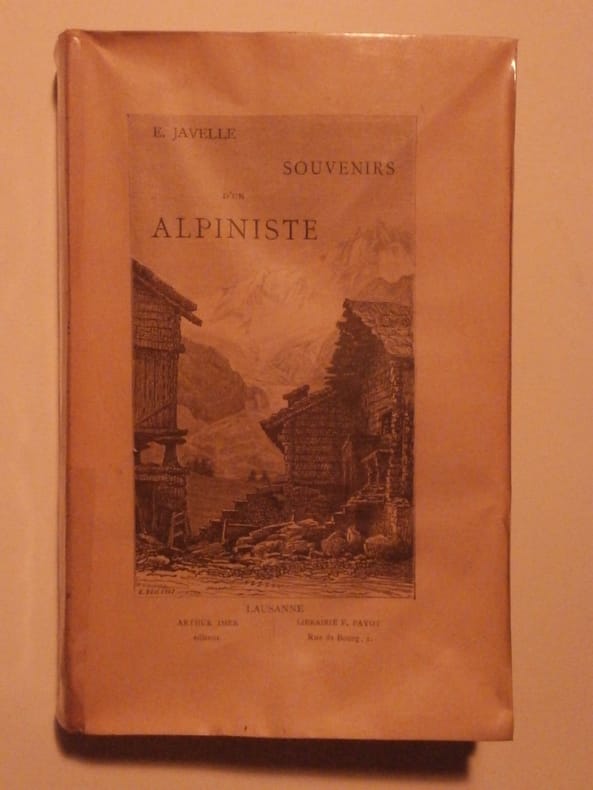 E. JAVELLE
SOUVENIRS
D'UN
ALPINISTE
LAUSANNE
ARTHUR IMER
éditeur
LIBRAIRIE F. PAYOT
Rue de Bourg, 1.